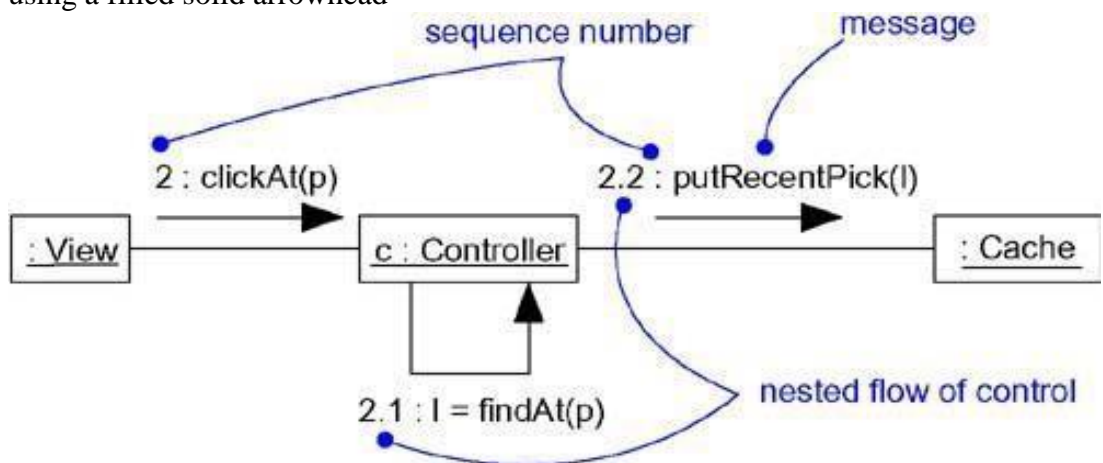 using a filled solid arrowhead
sequence number
message
2 : clickAt(p)
2.2 : putRecentPick(l)
: View
c : Controller
: Cache
2.1 : l = findAt(p)
nested flow of control